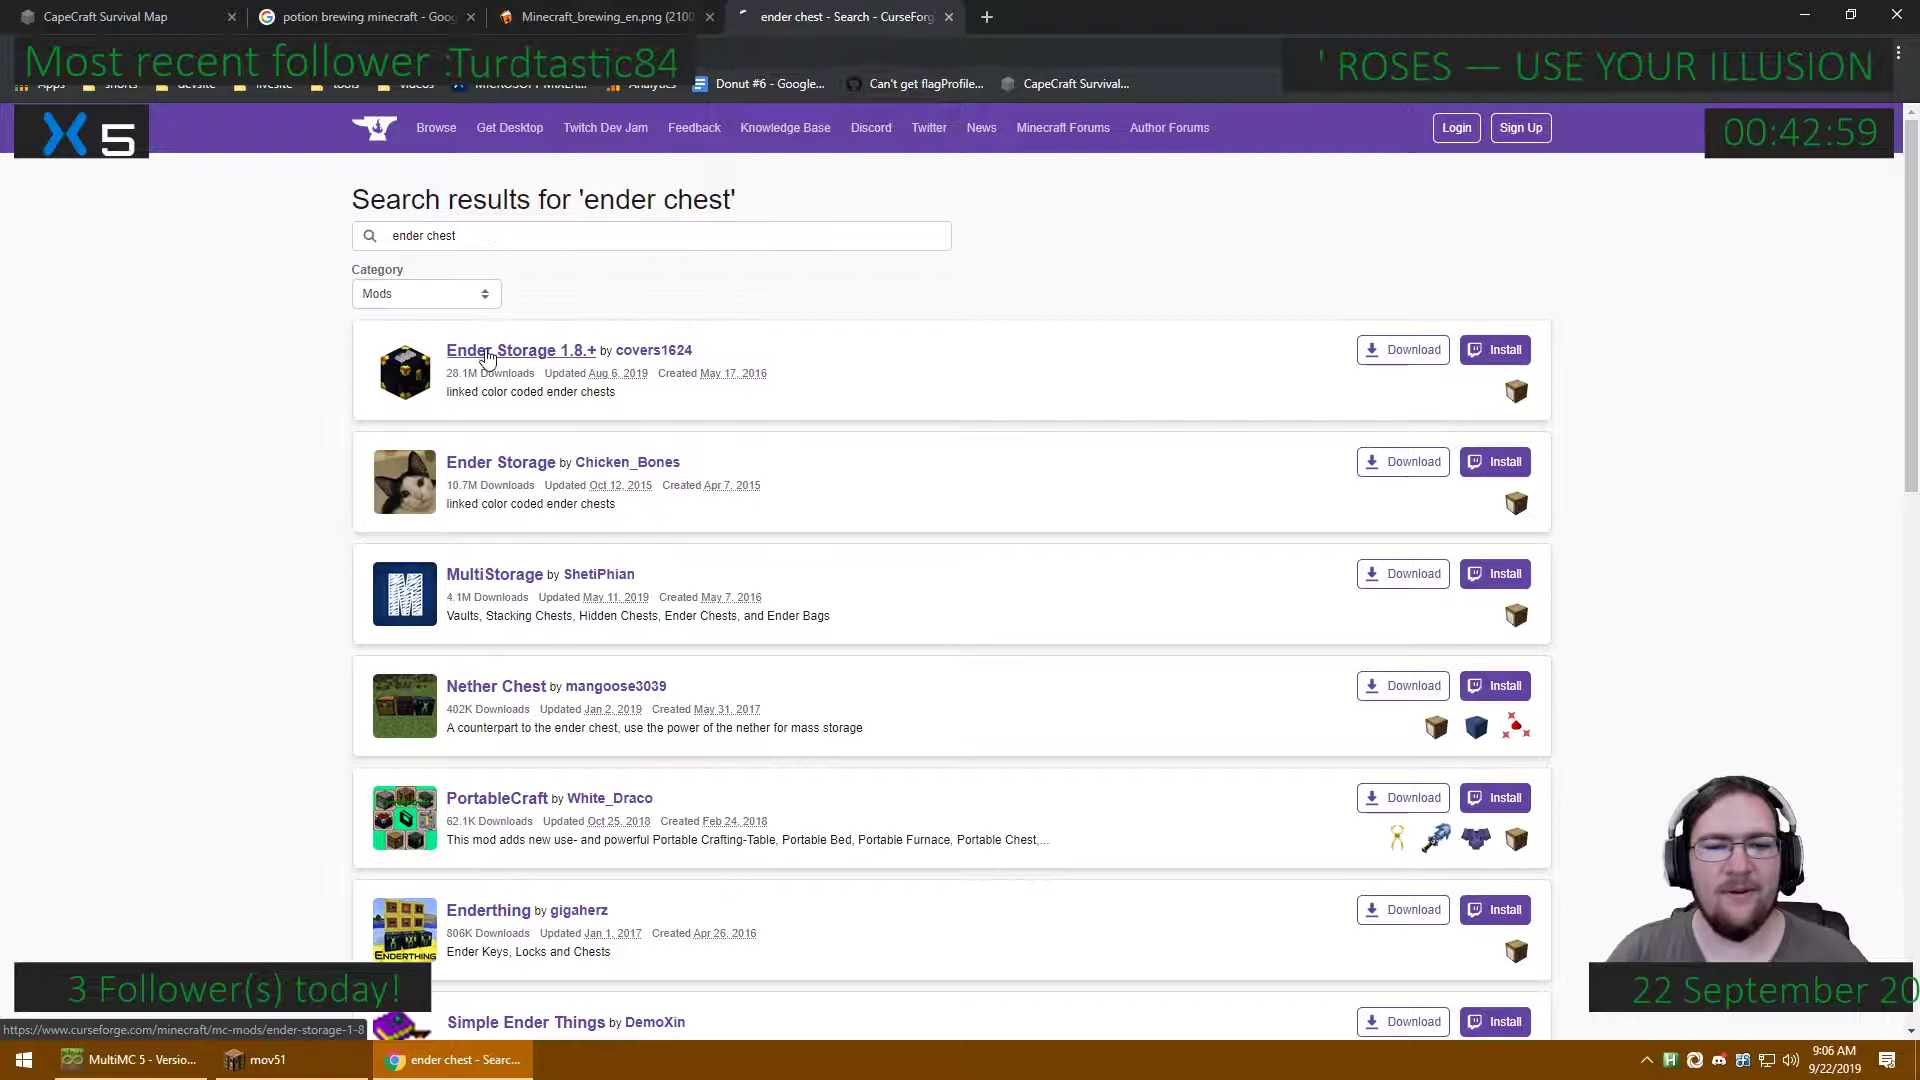 CapeCraft Survival Map
potion brewing minecraft - Goog
Minecraft_brewing_en.png (2100
ender chest - Search - CurseForg
Most recent follower :Turdtastic84
' ROSES — USE YOUR ILLUSION
Apps
shorts
devsite
livesite
tools
videos
Analytics
Donut #6 - Google...
Can't get flagProfile...
CapeCraft Survival...
X 5
Browse
Get Desktop
Twitch Dev Jam
Feedback
Knowledge Base
Discord
Twitter
News
Minecraft Forums
Author Forums
Login
Sign Up
00:42:59
Search results for 'ender chest'
ender chest
Category
Mods
Ender Storage 1.8.+ by covers1624
28.1M Downloads Updated Aug 6, 2019 Created May 17, 2016
linked color coded ender chests
Download
Install
Ender Storage by Chicken_Bones
10.7M Downloads Updated Oct 12, 2015 Created Apr 7, 2015
linked color coded ender chests
Download
Install
MultiStorage by ShetiPhian
4.1M Downloads Updated May 11, 2019 Created May 7, 2016
Vaults, Stacking Chests, Hidden Chests, Ender Chests, and Ender Bags
Download
Install
Nether Chest by mangoose3039
402K Downloads Updated Jan 2, 2019 Created May 31, 2017
A counterpart to the ender chest, use the power of the nether for mass storage
Download
Install
PortableCraft by White_Draco
62.1K Downloads Updated Oct 25, 2018 Created Feb 24, 2018
This mod adds new use- and powerful Portable Crafting-Table, Portable Bed, Portable Furnace, Portable Chest,...
Download
Install
Enderthing by gigaherz
806K Downloads Updated Jan 1, 2017 Created Apr 26, 2016
Ender Keys, Locks and Chests
ENDERTHING
Download
Install
3 Follower(s) today!
22 September 20
Simple Ender Things by DemoXin
Download
Install
https://www.curseforge.com/minecraft/mc-mods/ender-storage-1-8
MultiMC 5 - Versio...
mov51
ender chest - Searc...
9:06 AM
9/22/2019